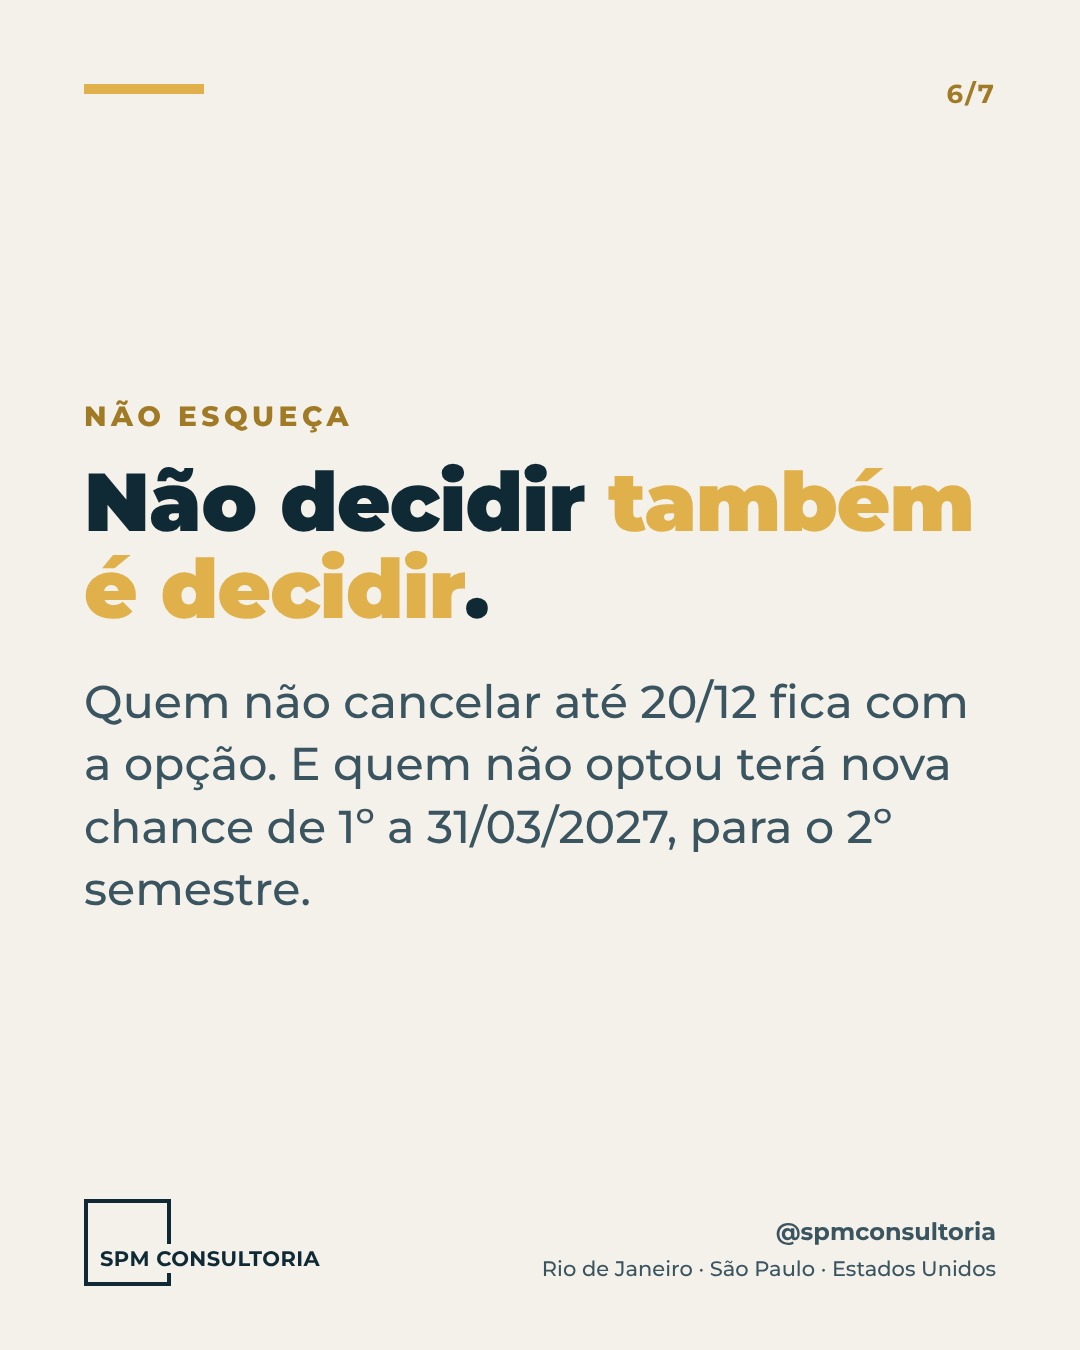 6/7
NÃO ESQUEÇA
Não decidir também
é decidir.
Quem não cancelar até 20/12 fica com
a opção. E quem não optou terá nova
chance de 1º a 31/03/2027, para o 2º
semestre.
SPM CONSULTORIA
@spmconsultoria
Rio de Janeiro · São Paulo · Estados Unidos